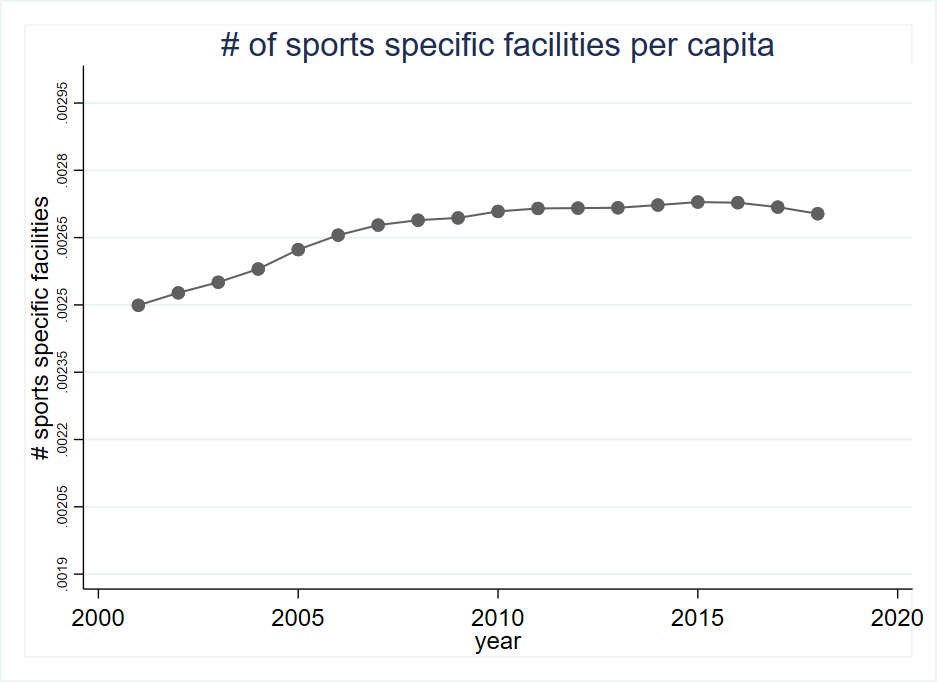 # of sports specific facilities per capita
# sports specific facilities
.00295
.0028
.00265
.0025
.00235
.0022
.00205
.0019
2000 2005 2010 2015 2020
year